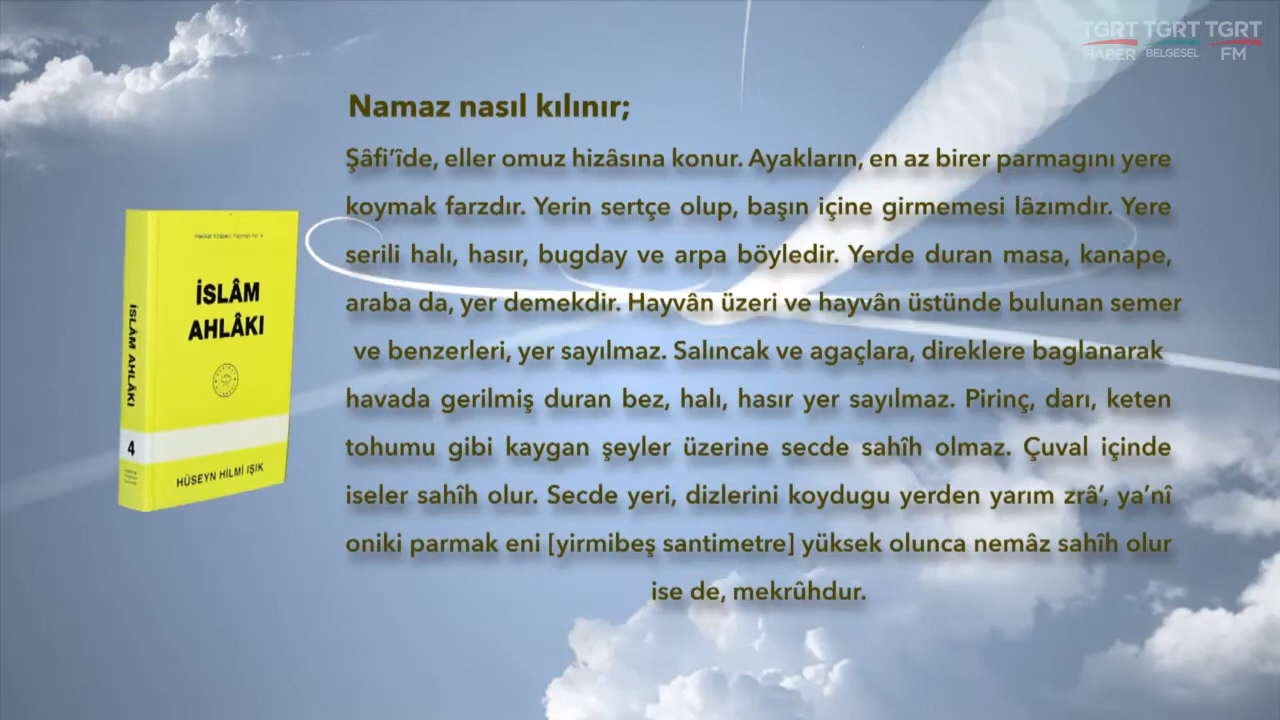 TGRT HABER
TGRT BELGESEL
TGRT FM
Namaz nasıl kılınır;
Şâfi’îde, eller omuz hizâsına konur. Ayakların, en az birer parmagını yere
koymak farzdır. Yerin sertçe olup, başın içine girmemesi lâzımdır. Yere
serili halı, hasır, bugday ve arpa böyledir. Yerde duran masa, kanape,
araba da, yer demekdir. Hayvân üzeri ve hayvân üstünde bulunan semer
ve benzerleri, yer sayılmaz. Salıncak ve agaçlara, direklere baglanarak
havada gerilmiş duran bez, halı, hasır yer sayılmaz. Pirinç, darı, keten
tohumu gibi kaygan şeyler üzerine secde sahîh olmaz. Çuval içinde
iseler sahîh olur. Secde yeri, dizlerini koydugu yerden yarım zrâ’, ya’nî
oniki parmak eni [yirmibeş santimetre] yüksek olunca nemâz sahîh olur
ise de, mekrûhdur.
İSLÂM
AHLÂKI
HÜSEYN HİLMİ IŞIK
İSLÂM AHLÂKI
4